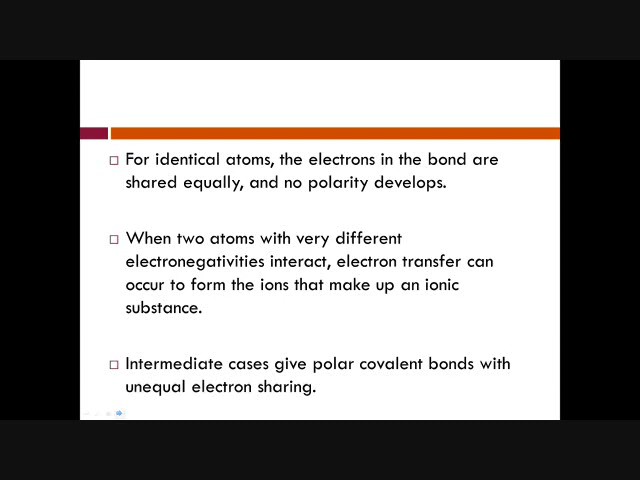 For identical atoms, the electrons in the bond are
shared equally, and no polarity develops.
When two atoms with very different
electronegativities interact, electron transfer can
occur to form the ions that make up an ionic
substance.
Intermediate cases give polar covalent bonds with
unequal electron sharing.